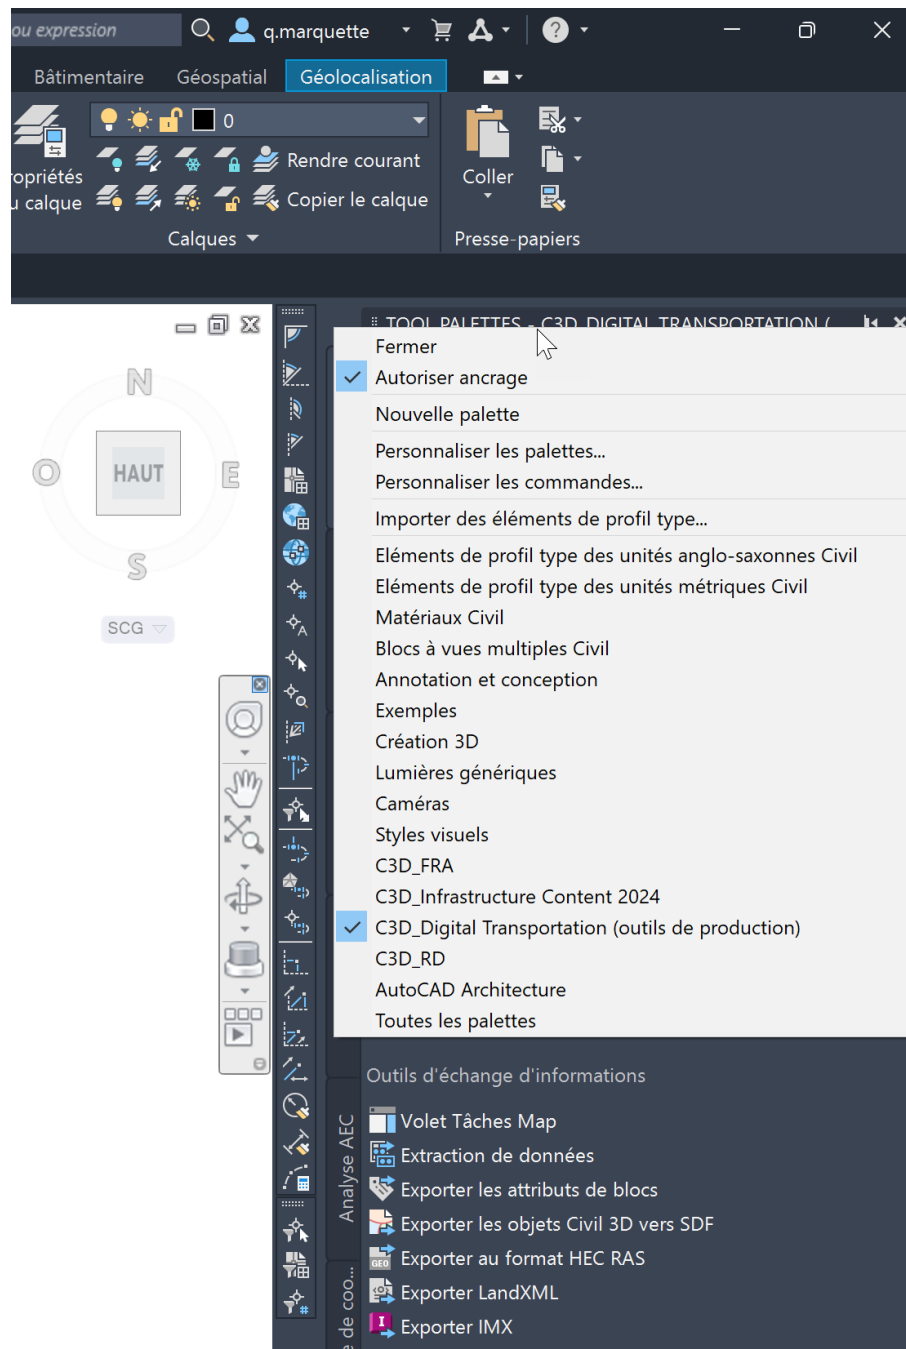 ou expression
q.marquette
Bâtimentaire
Géospatial
Géolocalisation
0
Rendre courant
Copier le calque
opriétés
u calque
Calques
Coller
Presse-papiers
TOOL PALETTES - C3D_DIGITAL TRANSPORTATION (...
N
O
HAUT
E
S
SCG
Fermer
Autoriser ancrage
Nouvelle palette
Personnaliser les palettes...
Personnaliser les commandes...
Importer des éléments de profil type...
Eléments de profil type des unités anglo-saxonnes Civil
Eléments de profil type des unités métriques Civil
Matériaux Civil
Blocs à vues multiples Civil
Annotation et conception
Exemples
Création 3D
Lumières génériques
Caméras
Styles visuels
C3D_FRA
C3D_Infrastructure Content 2024
C3D_Digital Transportation (outils de production)
C3D_RD
AutoCAD Architecture
Toutes les palettes
Outils d'échange d'informations
Analyse AEC
e de coo...
Volet Tâches Map
Extraction de données
Exporter les attributs de blocs
Exporter les objets Civil 3D vers SDF
GEO
Exporter au format HEC RAS
Exporter LandXML
I
Exporter IMX